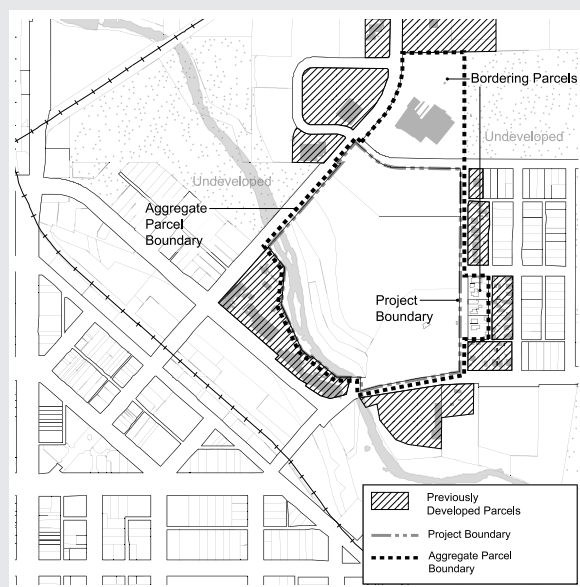 Bordering Parcels
Undeveloped
Undeveloped
Aggregate
Parcel
Boundary
Project
Boundary
Previously
Developed Parcels
Project Boundary
Aggregate Parcel
Boundary